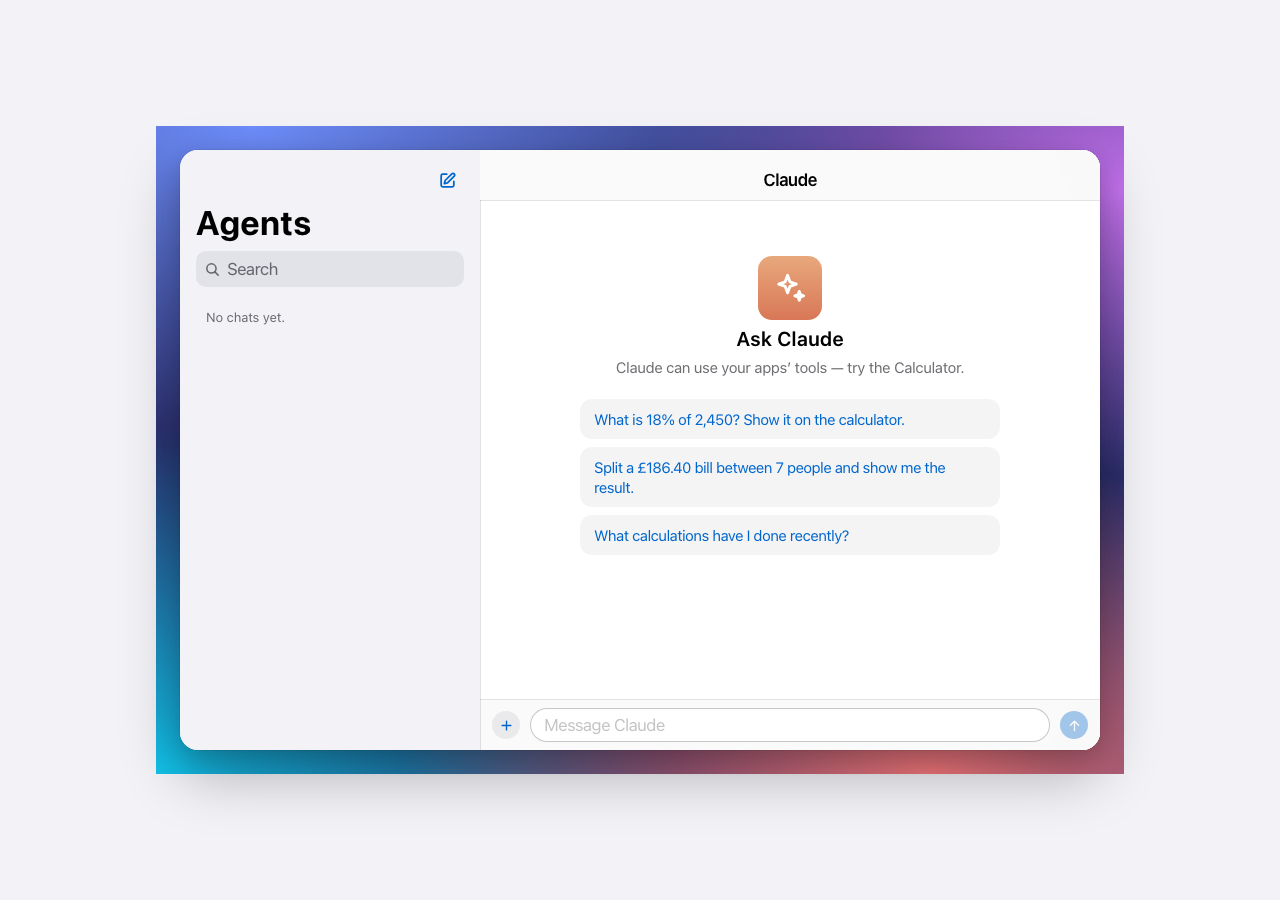 Claude
Agents
Search
No chats yet.
Ask Claude
Claude can use your apps’ tools — try the Calculator.
What is 18% of 2,450? Show it on the calculator.
Split a £186.40 bill between 7 people and show me the
result.
What calculations have I done recently?
Message Claude